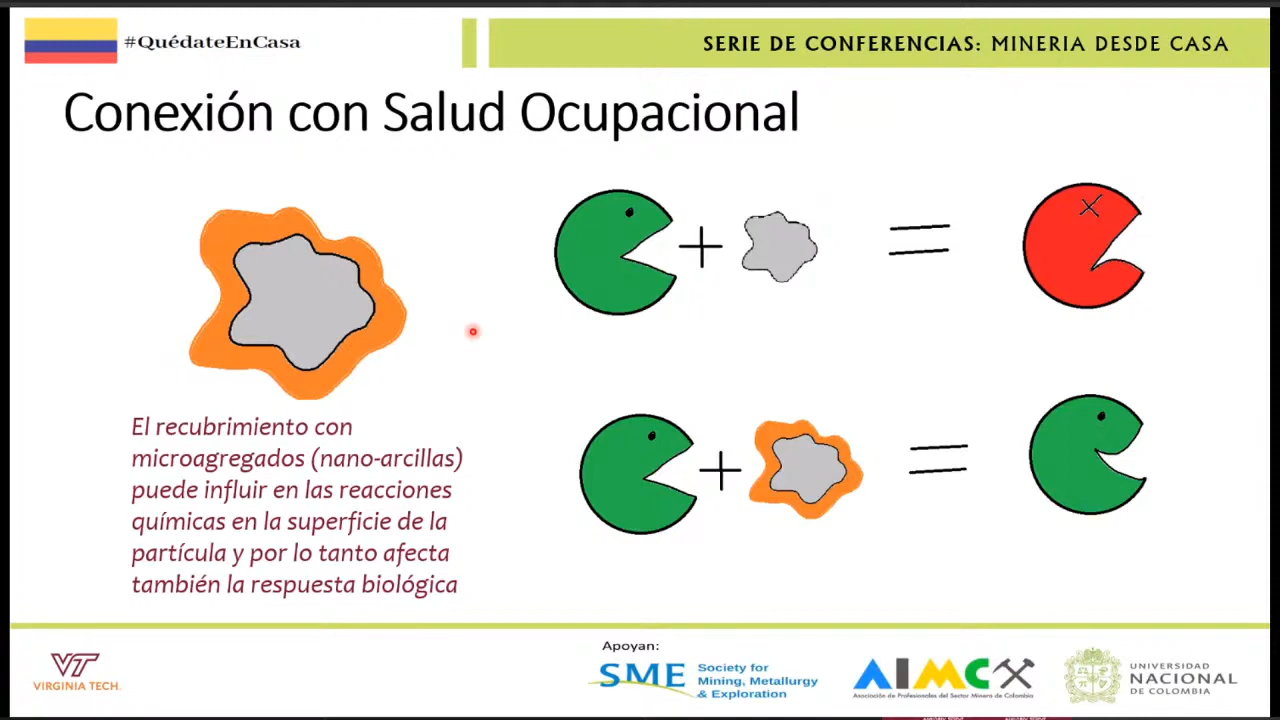 #QuédateEnCasa
SERIE DE CONFERENCIAS: MINERIA DESDE CASA
Conexión con Salud Ocupacional
El recubrimiento con
microagregados (nano-arcillas)
puede influir en las reacciones
químicas en la superficie de la
partícula y por lo tanto afecta
también la respuesta biológica
Apoyan:
VT
VIRGINIA TECH.
SME
Society for
Mining, Metallurgy
& Exploration
AIMC
Asociación de Profesionales del Sector Minero de Colombia
UNIVERSIDAD
NACIONAL
DE COLOMBIA